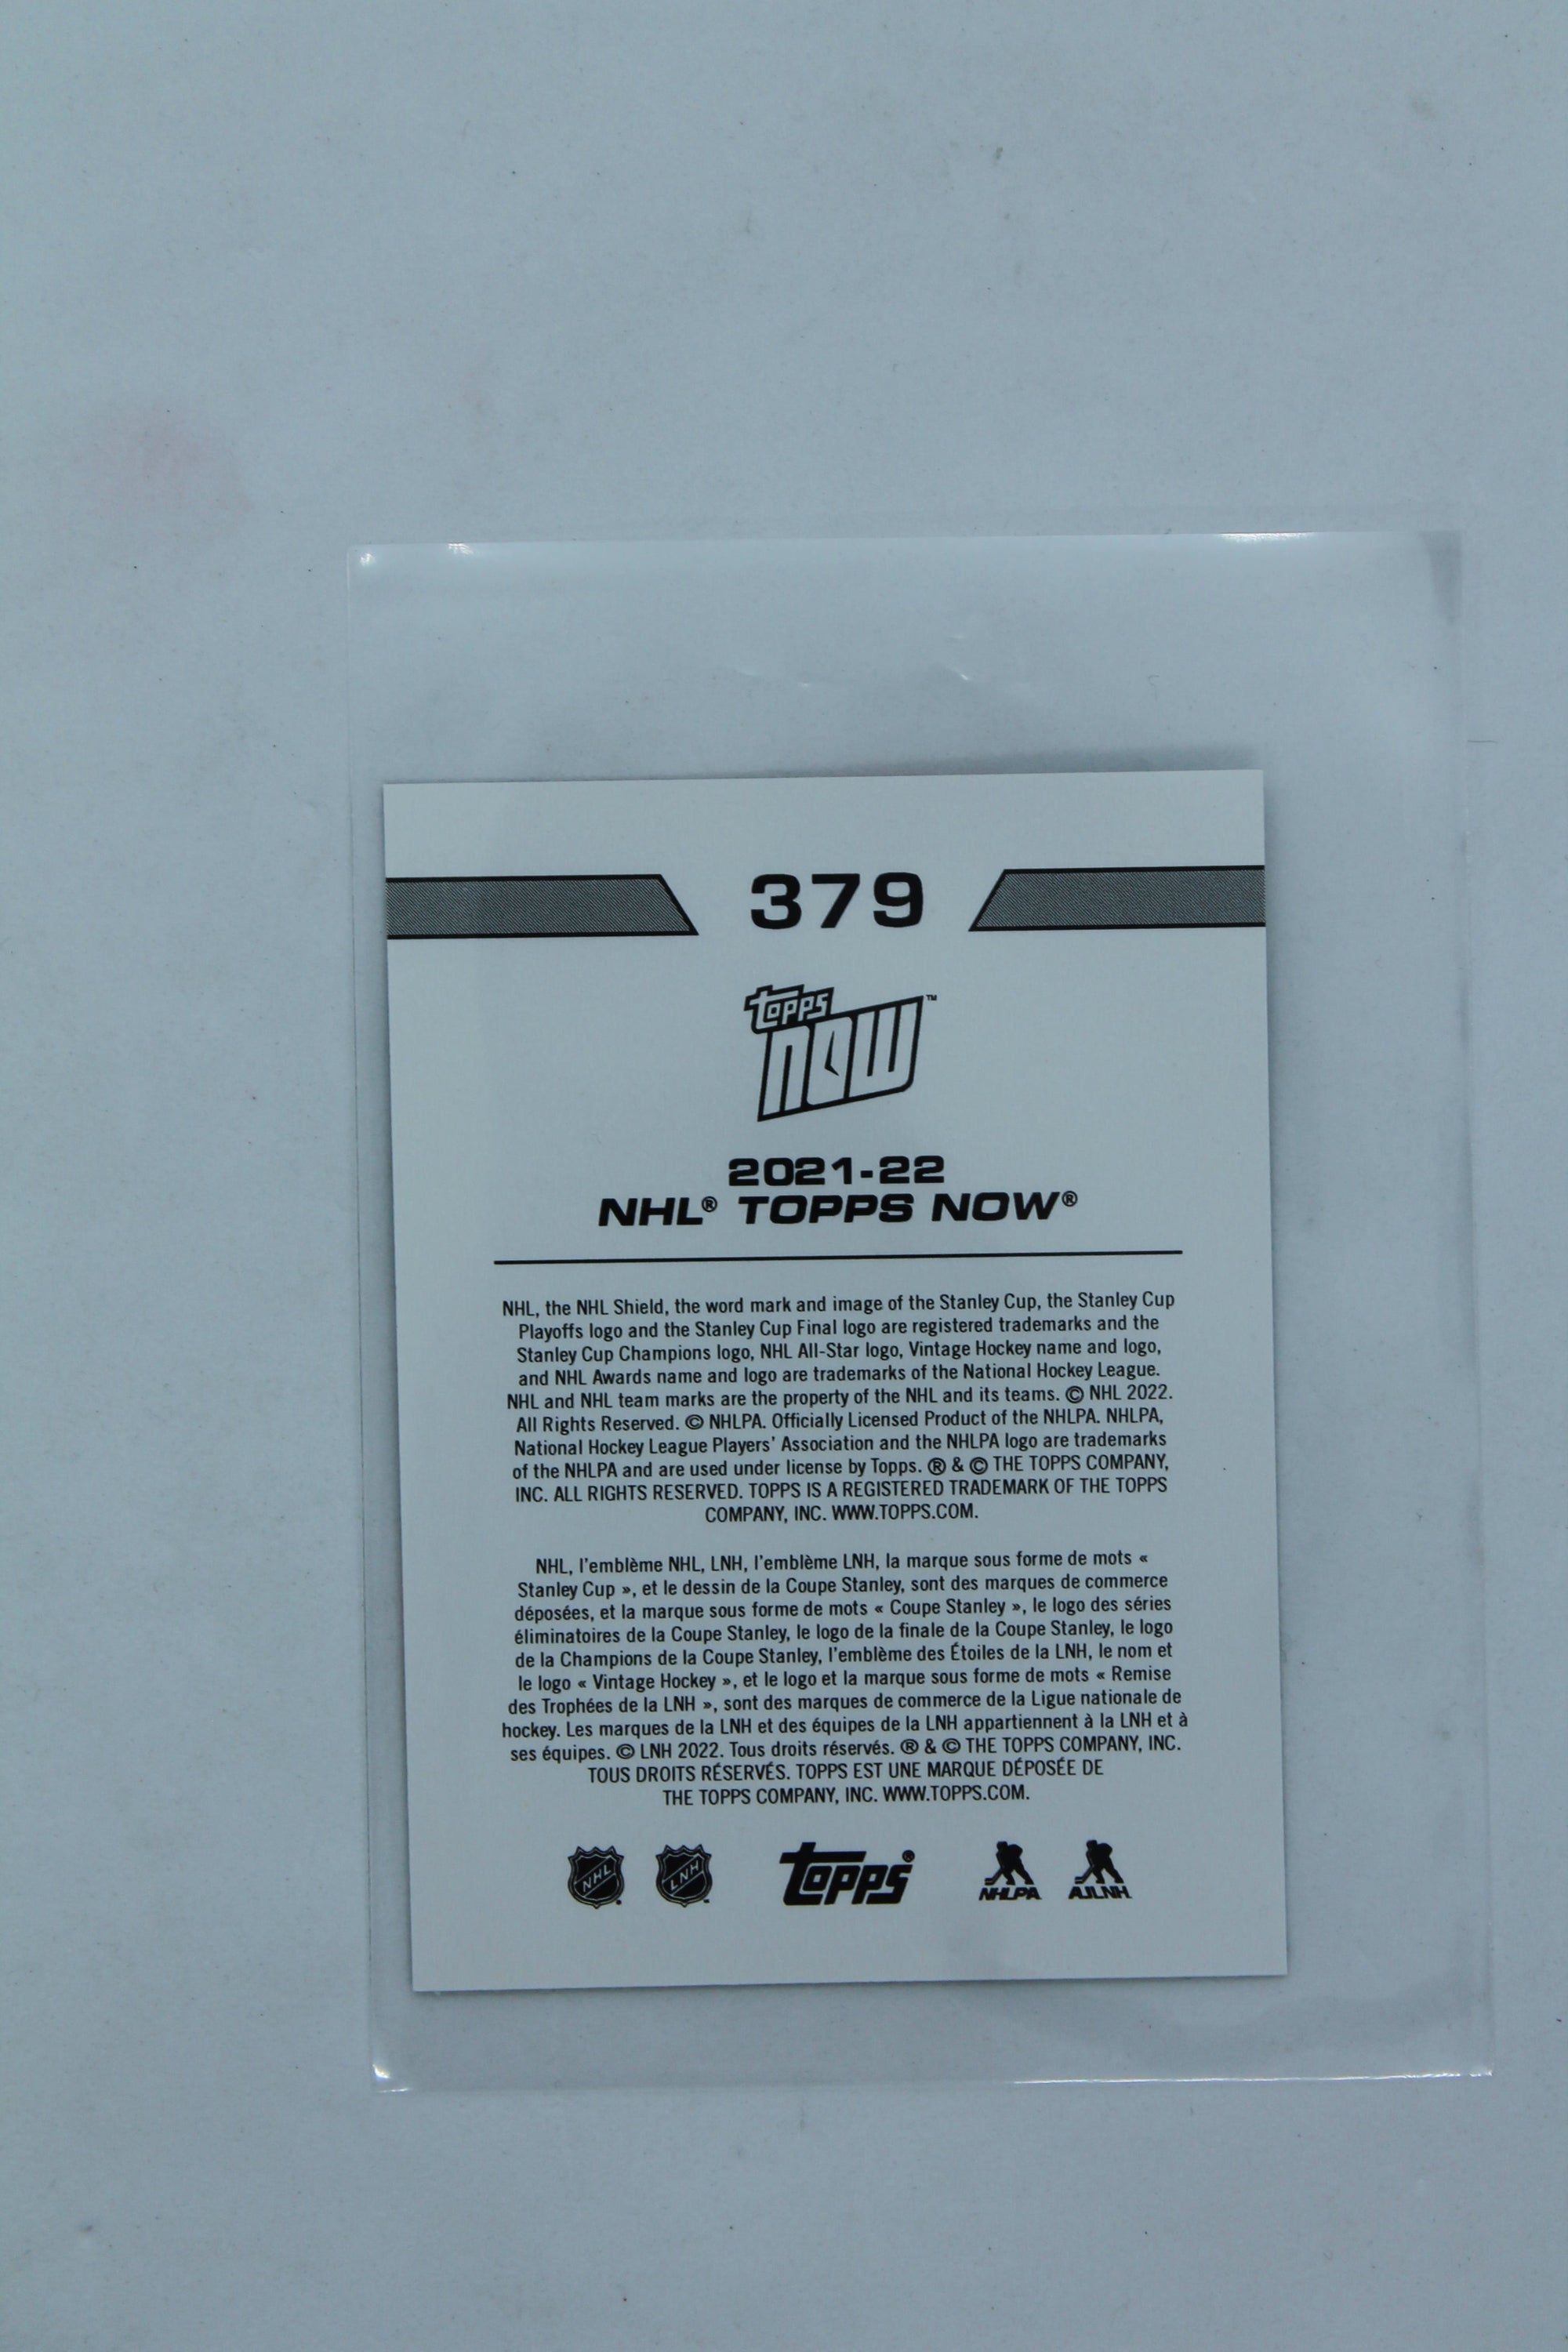 379
topps
NOW™
2021-22
NHL® TOPPS NOW®
NHL, the NHL Shield, the word mark and image of the Stanley Cup, the Stanley Cup
Playoffs logo and the Stanley Cup Final logo are registered trademarks and the
Stanley Cup Champions logo, NHL All-Star logo, Vintage Hockey name and logo,
and NHL Awards name and logo are trademarks of the National Hockey League.
NHL and NHL team marks are the property of the NHL and its teams. © NHL 2022.
All Rights Reserved. © NHLPA. Officially Licensed Product of the NHLPA. NHLPA,
National Hockey League Players' Association and the NHLPA logo are trademarks
of the NHLPA and are used under license by Topps. ® & © THE TOPPS COMPANY,
INC. ALL RIGHTS RESERVED. TOPPS IS A REGISTERED TRADEMARK OF THE TOPPS
COMPANY, INC. WWW.TOPPS.COM.
NHL, l'emblème NHL, LNH, l'emblème LNH, la marque sous forme de mots «
Stanley Cup », et le dessin de la Coupe Stanley, sont des marques de commerce
déposées, et la marque sous forme de mots « Coupe Stanley », le logo des séries
éliminatoires de la Coupe Stanley, le logo de la finale de la Coupe Stanley, le logo
de la Champions de la Coupe Stanley, l'emblème des Étoiles de la LNH, le nom et
le logo « Vintage Hockey », et le logo et la marque sous forme de mots « Remise
des Trophées de la LNH », sont des marques de commerce de la Ligue nationale de
hockey. Les marques de la LNH et des équipes de la LNH appartiennent à la LNH et à
ses équipes. © LNH 2022. Tous droits réservés. ® & © THE TOPPS COMPANY, INC.
TOUS DROITS RÉSERVÉS. TOPPS EST UNE MARQUE DÉPOSÉE DE
THE TOPPS COMPANY, INC. WWW.TOPPS.COM.
NHL LNH topps® NHLPA AJLNH